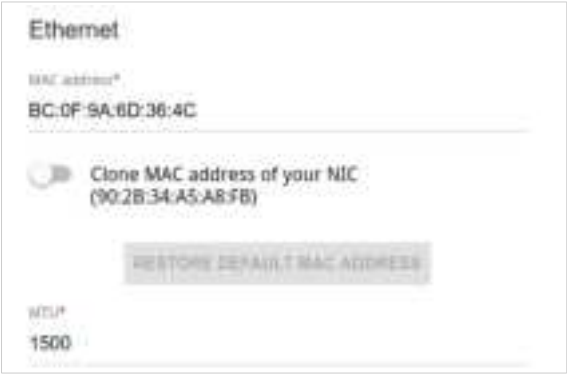 Ethernet
MAC address*
BC:0F:9A:6D:36:4C
Clone MAC address of your NIC
(90:2B:34:A5:A8:FB)
RESTORE DEFAULT MAC ADDRESS
MTU*
1500